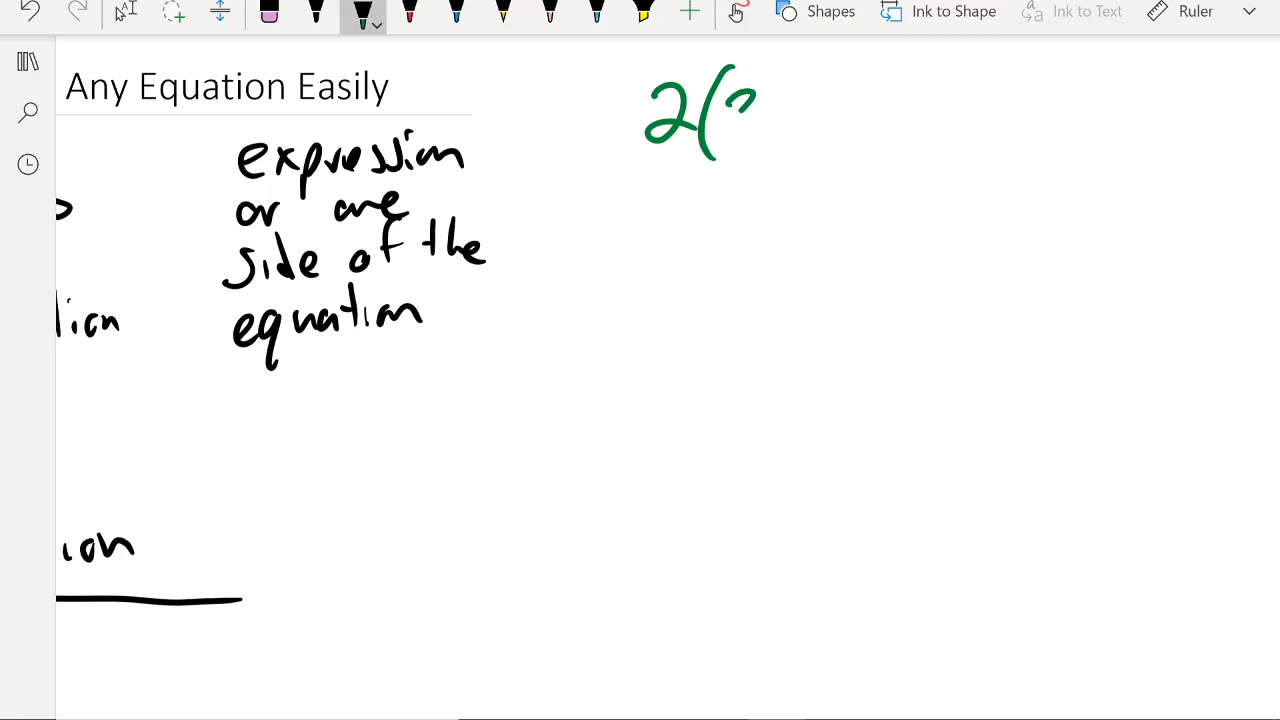 Shapes
Ink to Shape
Ink to Text
Ruler
Any Equation Easily
expression
or one
side of the
equation
tion
ion
2(